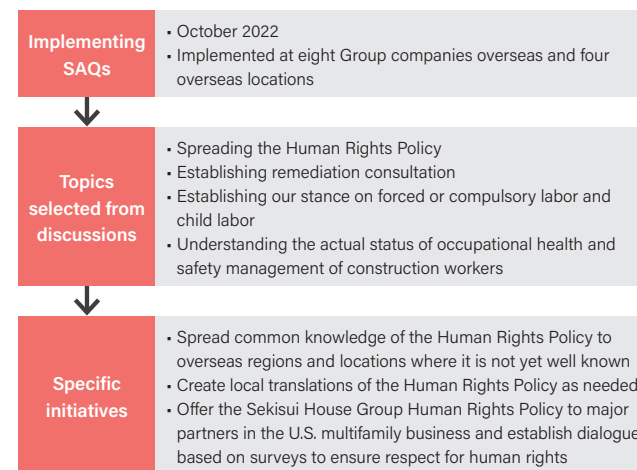 Implementing
SAQs
• October 2022
• Implemented at eight Group companies overseas and four
overseas locations
Topics
selected from
discussions
• Spreading the Human Rights Policy
• Establishing remediation consultation
• Establishing our stance on forced or compulsory labor and
child labor
• Understanding the actual status of occupational health and
safety management of construction workers
Specific
initiatives
• Spread common knowledge of the Human Rights Policy to
overseas regions and locations where it is not yet well known
• Create local translations of the Human Rights Policy as needed
• Offer the Sekisui House Group Human Rights Policy to major
partners in the U.S. multifamily business and establish dialogue
based on surveys to ensure respect for human rights